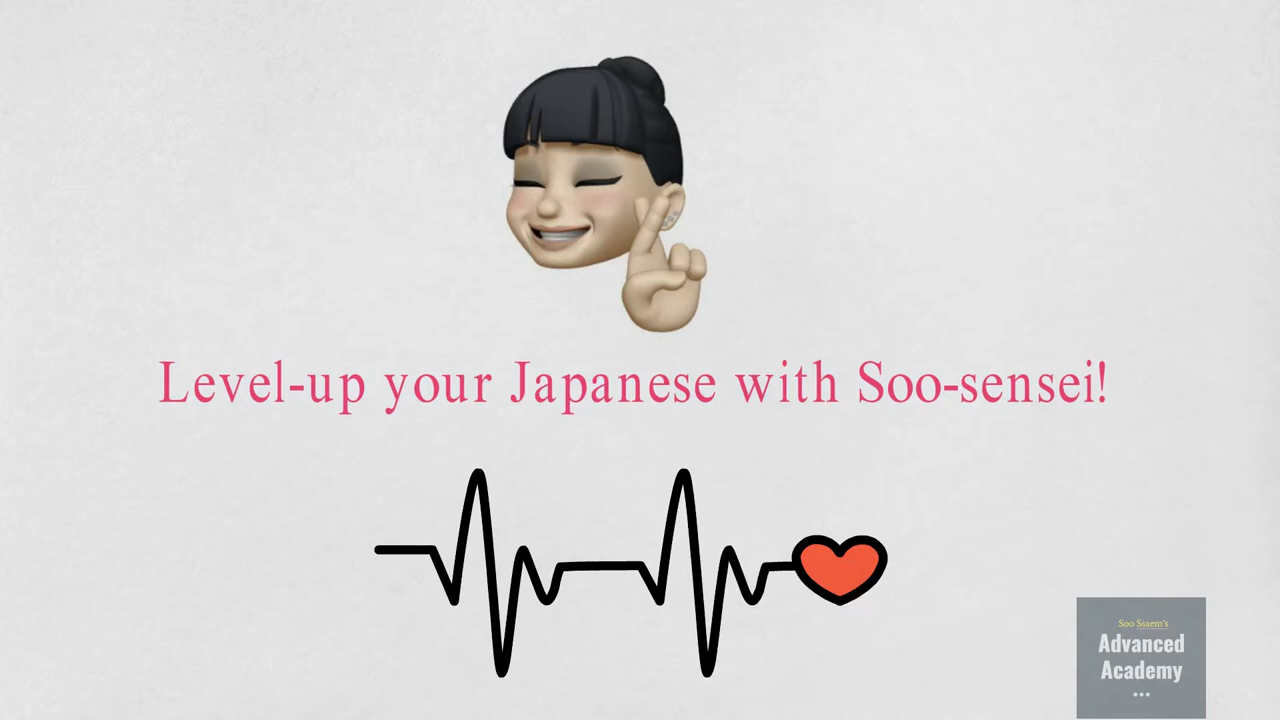 Level-up your Japanese with Soo-sensei!
Soo Ssaem's
Advanced
Academy
...